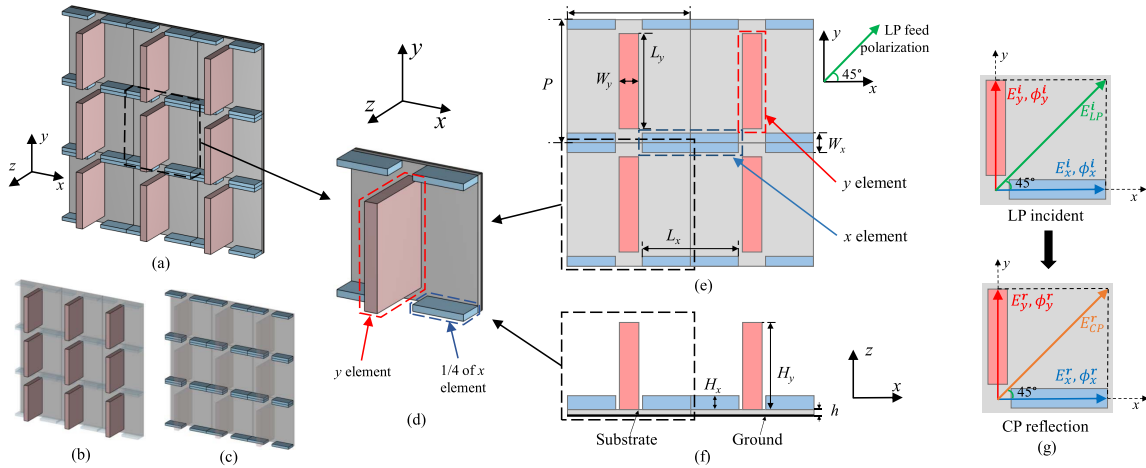 y
z
x
(a)
(b)
(c)
y
z
x
y element
1/4 of x
element
(d)
P
L_y
W_y
W_x
L_x
y
x
45°
LP feed
polarization
y element
x element
(e)
H_x
H_y
h
z
x
Substrate
Ground
(f)
y
E_y^i, ϕ_y^i
E_LP^i
E_x^i, ϕ_x^i
45°
x
LP incident
y
E_y^r, ϕ_y^r
E_CP^r
E_x^r, ϕ_x^r
45°
x
CP reflection
(g)